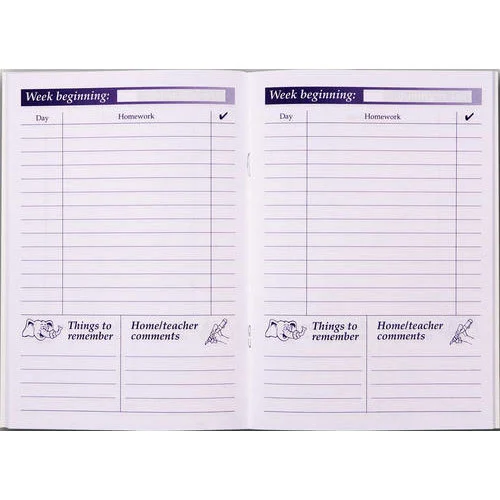 Week beginning:
Day Homework ✓
Things to
remember
Home/teacher
comments
Week beginning:
Day Homework ✓
Things to
remember
Home/teacher
comments